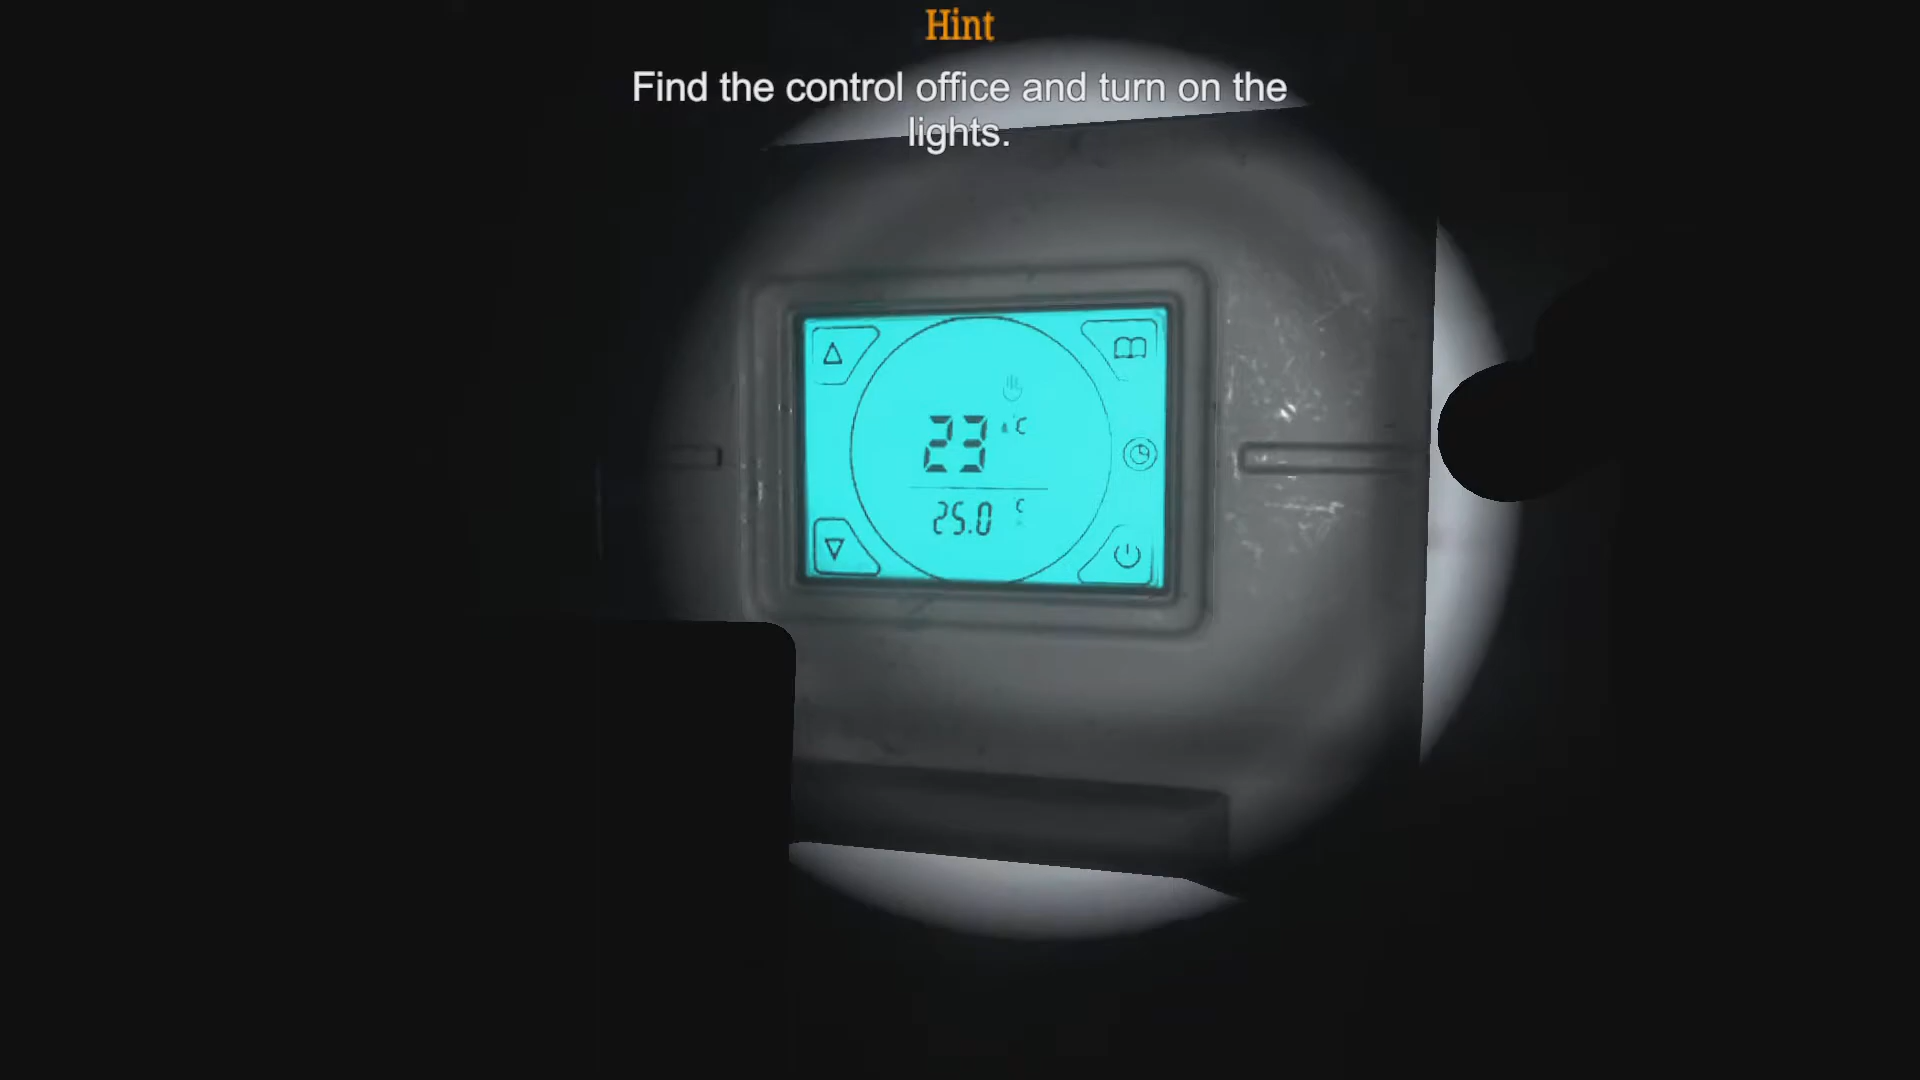 Hint
Find the control office and turn on the
lights.
23 °C
25.0 °C